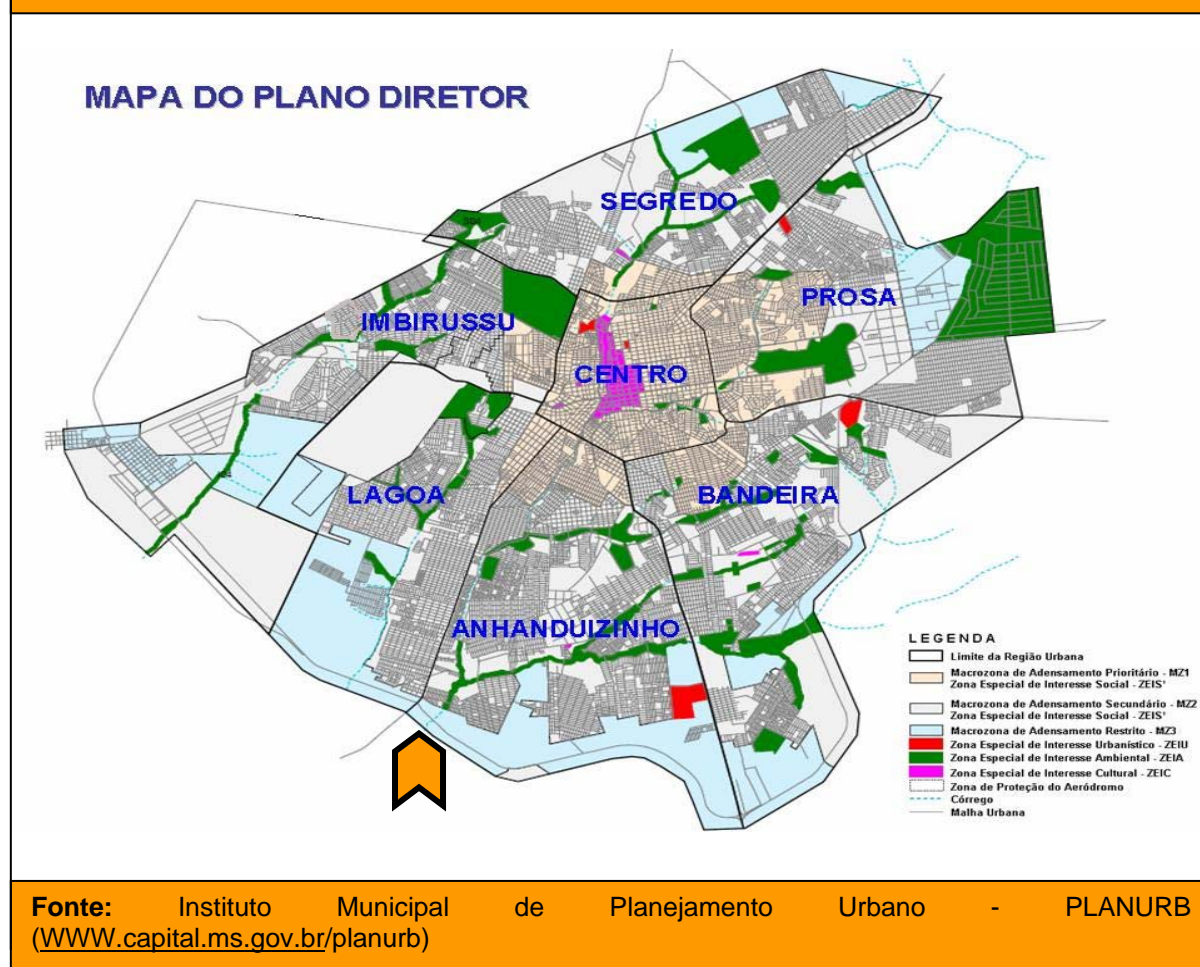 MAPA DO PLANO DIRETOR
SEGREDO
PROSA
IMBIRUSSU
CENTRO
LAGOA
BANDEIRA
ANHANDUIZINHO
LEGENDA
Limite da Região Urbana
Macrozona de Adensamento Prioritário - MZ1
Zona Especial de Interesse Social - ZEIS'
Macrozona de Adensamento Secundário - MZ2
Zona Especial de Interesse Social - ZEIS'
Macrozona de Adensamento Restrito - MZ3
Zona Especial de Interesse Urbanístico - ZEIU
Zona Especial de Interesse Ambiental - ZEIA
Zona Especial de Interesse Cultural - ZEIC
Zona de Proteção do Aeródromo
Córrego
Malha Urbana
Fonte: Instituto Municipal de Planejamento Urbano - PLANURB
(WWW.capital.ms.gov.br/planurb)